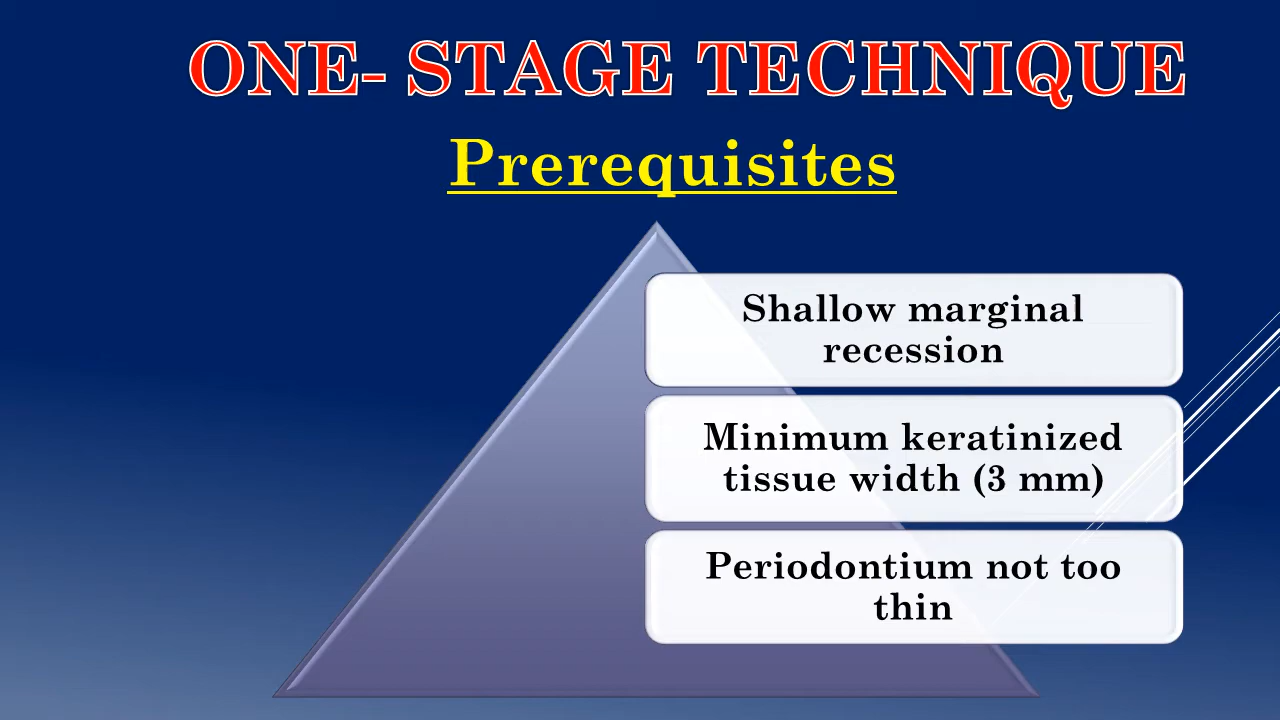 ONE- STAGE TECHNIQUE
Prerequisites
Shallow marginal
recession
Minimum keratinized
tissue width (3 mm)
Periodontium not too
thin